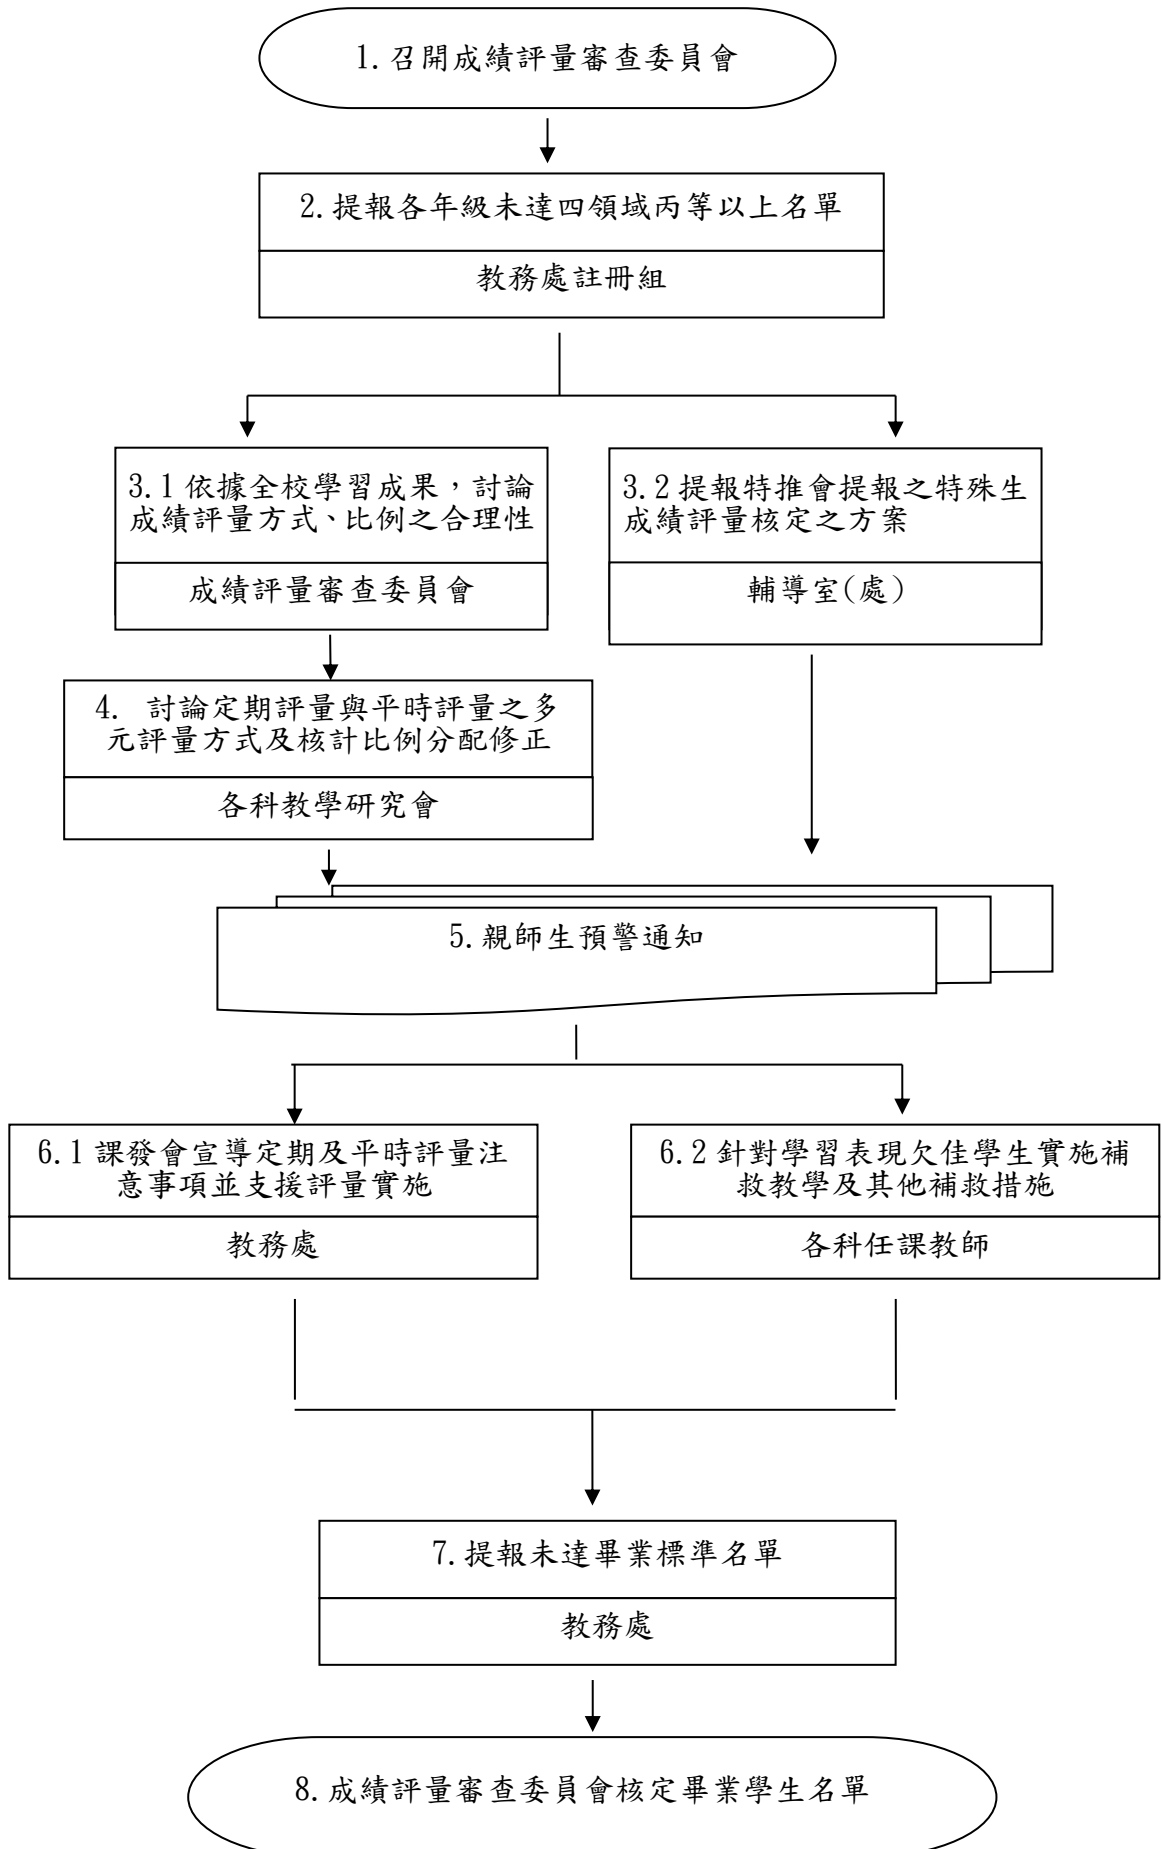 1.召開成績評量審查委員會
2.提報各年級未達四領域丙等以上名單
教務處註冊組
3.1依據全校學習成果，討論
成績評量方式、比例之合理性
成績評量審查委員會
3.2提報特推會提報之特殊生
成績評量核定之方案
輔導室(處)
4. 討論定期評量與平時評量之多
元評量方式及核計比例分配修正
各科教學研究會
5.親師生預警通知
6.1課發會宣導定期及平時評量注
意事項並支援評量實施
教務處
6.2針對學習表現欠佳學生實施補
救教學及其他補救措施
各科任課教師
7.提報未達畢業標準名單
教務處
8.成績評量審查委員會核定畢業學生名單